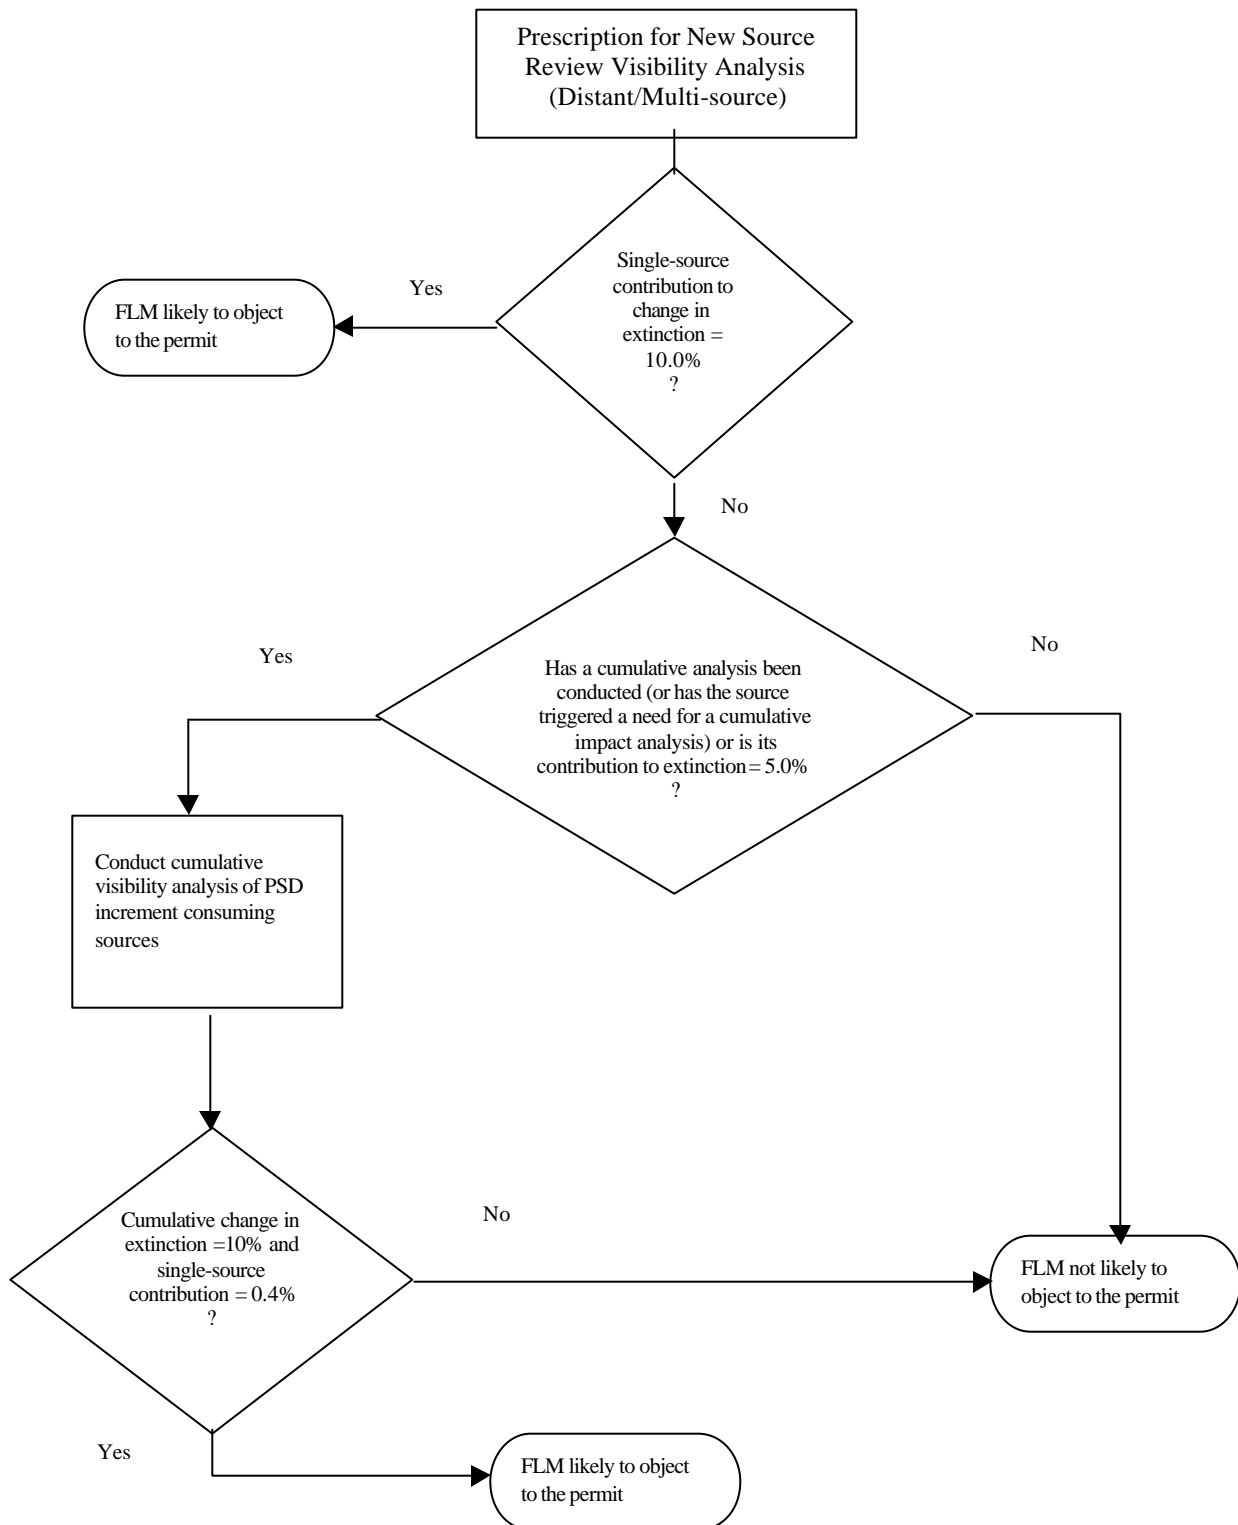 Prescription for New Source
Review Visibility Analysis
(Distant/Multi-source)
Single-source
contribution to
change in
extinction =
10.0%
?
Yes
FLM likely to object
to the permit
No
Has a cumulative analysis been
conducted (or has the source
triggered a need for a cumulative
impact analysis) or is its
contribution to extinction = 5.0%
?
Yes
No
Conduct cumulative
visibility analysis of PSD
increment consuming
sources
Cumulative change in
extinction =10% and
single-source
contribution = 0.4%
?
No
FLM not likely to
object to the permit
Yes
FLM likely to object
to the permit